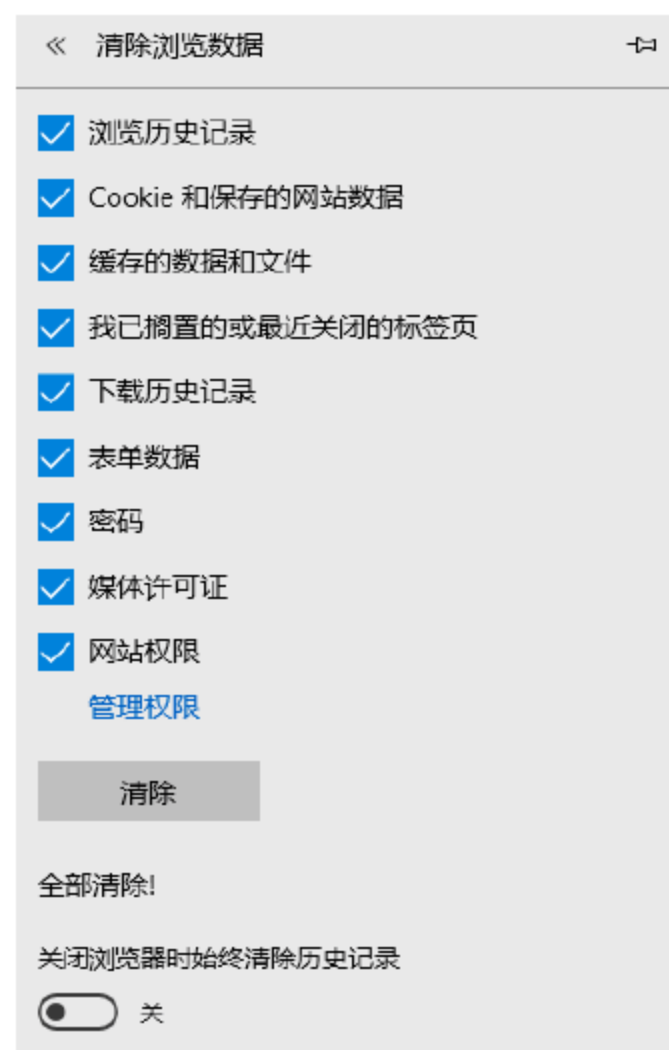 清除浏览数据
浏览历史记录
Cookie 和保存的网站数据
缓存的数据和文件
我已搁置的或最近关闭的标签页
下载历史记录
表单数据
密码
媒体许可证
网站权限
管理权限
清除
全部清除!
关闭浏览器时始终清除历史记录
关